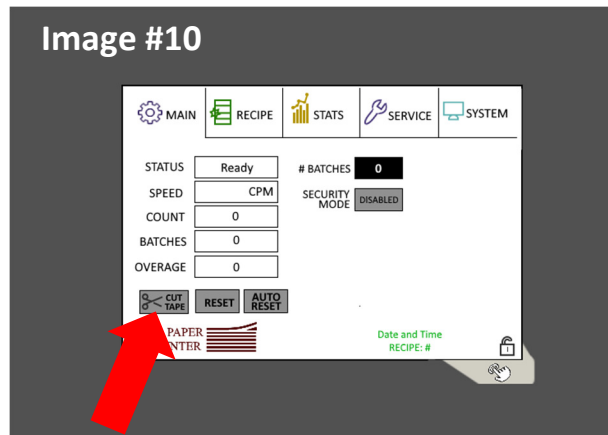 Image #10
MAIN RECIPE STATS SERVICE SYSTEM
STATUS Ready # BATCHES 0
SPEED CPM SECURITY MODE DISABLED
COUNT 0
BATCHES 0
OVERAGE 0
CUT TAPE RESET AUTO RESET
PAPER
NTER
Date and Time
RECIPE: #